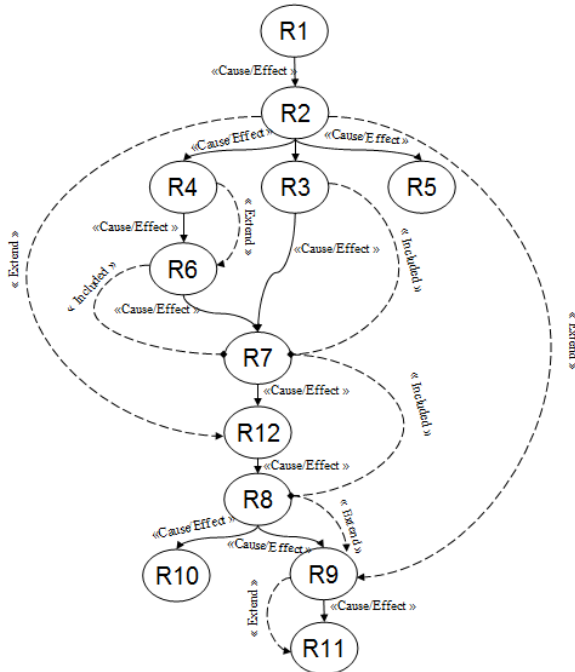 R1
«Cause/Effect »
R2
«Cause/Effect »
«Cause/Effect »
R4
R3
R5
« Extend »
«Cause/Effect »
«Cause/Effect »
« Included »
« Extend »
R6
« Included »
«Cause/Effect »
« Extend »
R7
«Cause/Effect »
« Included »
R12
«Cause/Effect »
R8
«Cause/Effect »
«Cause/Effect »
« Extend »
R10
R9
« Extend »
«Cause/Effect »
R11